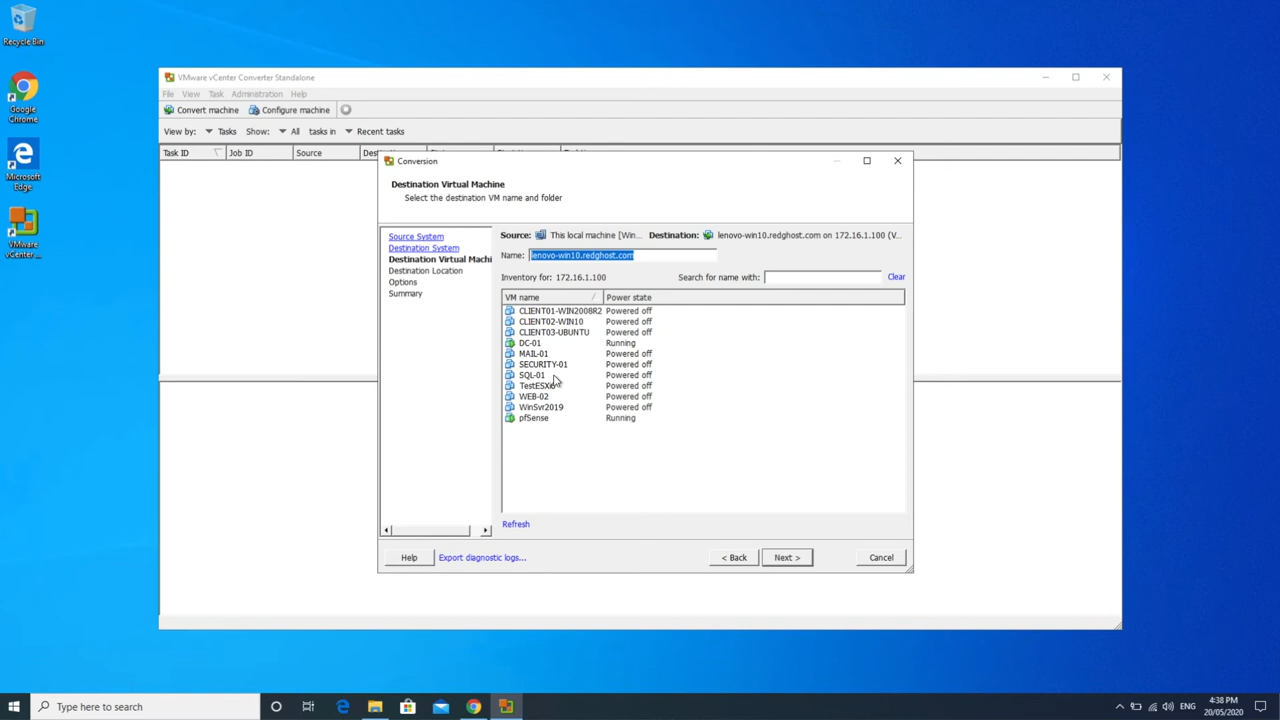 Recycle Bin
Google
Chrome
Microsoft
Edge
VMware
vCenter ...
VMware vCenter Converter Standalone
File View Task Administration Help
Convert machine Configure machine
View by: Tasks Show: All tasks in Recent tasks
Task ID Job ID Source
Conversion
Destination Virtual Machine
Select the destination VM name and folder
Source System
Destination System
Destination Virtual Machi
Destination Location
Options
Summary
Source: This local machine [Win... Destination: lenovo-win10.redghost.com on 172.16.1.100 (V...
Name: lenovo-win10.redghost.com
Inventory for: 172.16.1.100 Search for name with: Clear
VM name Power state
CLIENT01-WIN2008R2 Powered off
CLIENT02-WIN10 Powered off
CLIENT03-UBUNTU Powered off
DC-01 Running
MAIL-01 Powered off
SECURITY-01 Powered off
SQL-01 Powered off
TestESXi Powered off
WEB-02 Powered off
WinSvr2019 Powered off
pfSense Running
Refresh
Help Export diagnostic logs... < Back Next > Cancel
Type here to search
ENG
4:38 PM
20/05/2020